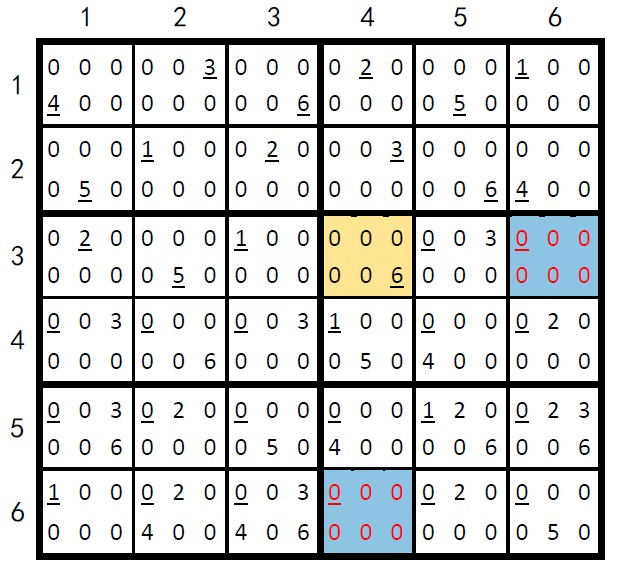 1 2 3 4 5 6
1
0 0 0 0 0 3 0 0 0 0 2 0 0 0 0 1 0 0
4 0 0 0 0 0 0 0 6 0 0 0 0 5 0 0 0 0
2
0 0 0 1 0 0 0 2 0 0 0 3 0 0 0 0 0 0
0 5 0 0 0 0 0 0 0 0 0 0 0 0 6 4 0 0
3
0 2 0 0 0 0 1 0 0 0 0 0 0 0 3 0 0 0
0 0 0 0 5 0 0 0 0 0 0 6 0 0 0 0 0 0
4
0 0 3 0 0 0 0 0 3 1 0 0 0 0 0 0 2 0
0 0 0 0 0 6 0 0 0 0 5 0 4 0 0 0 0 0
5
0 0 3 0 2 0 0 0 0 0 0 0 1 2 0 0 2 3
0 0 6 0 0 0 0 5 0 4 0 0 0 0 6 0 0 6
6
1 0 0 0 2 0 0 0 3 0 0 0 0 2 0 0 0 0
0 0 0 4 0 0 4 0 6 0 0 0 0 0 0 0 5 0